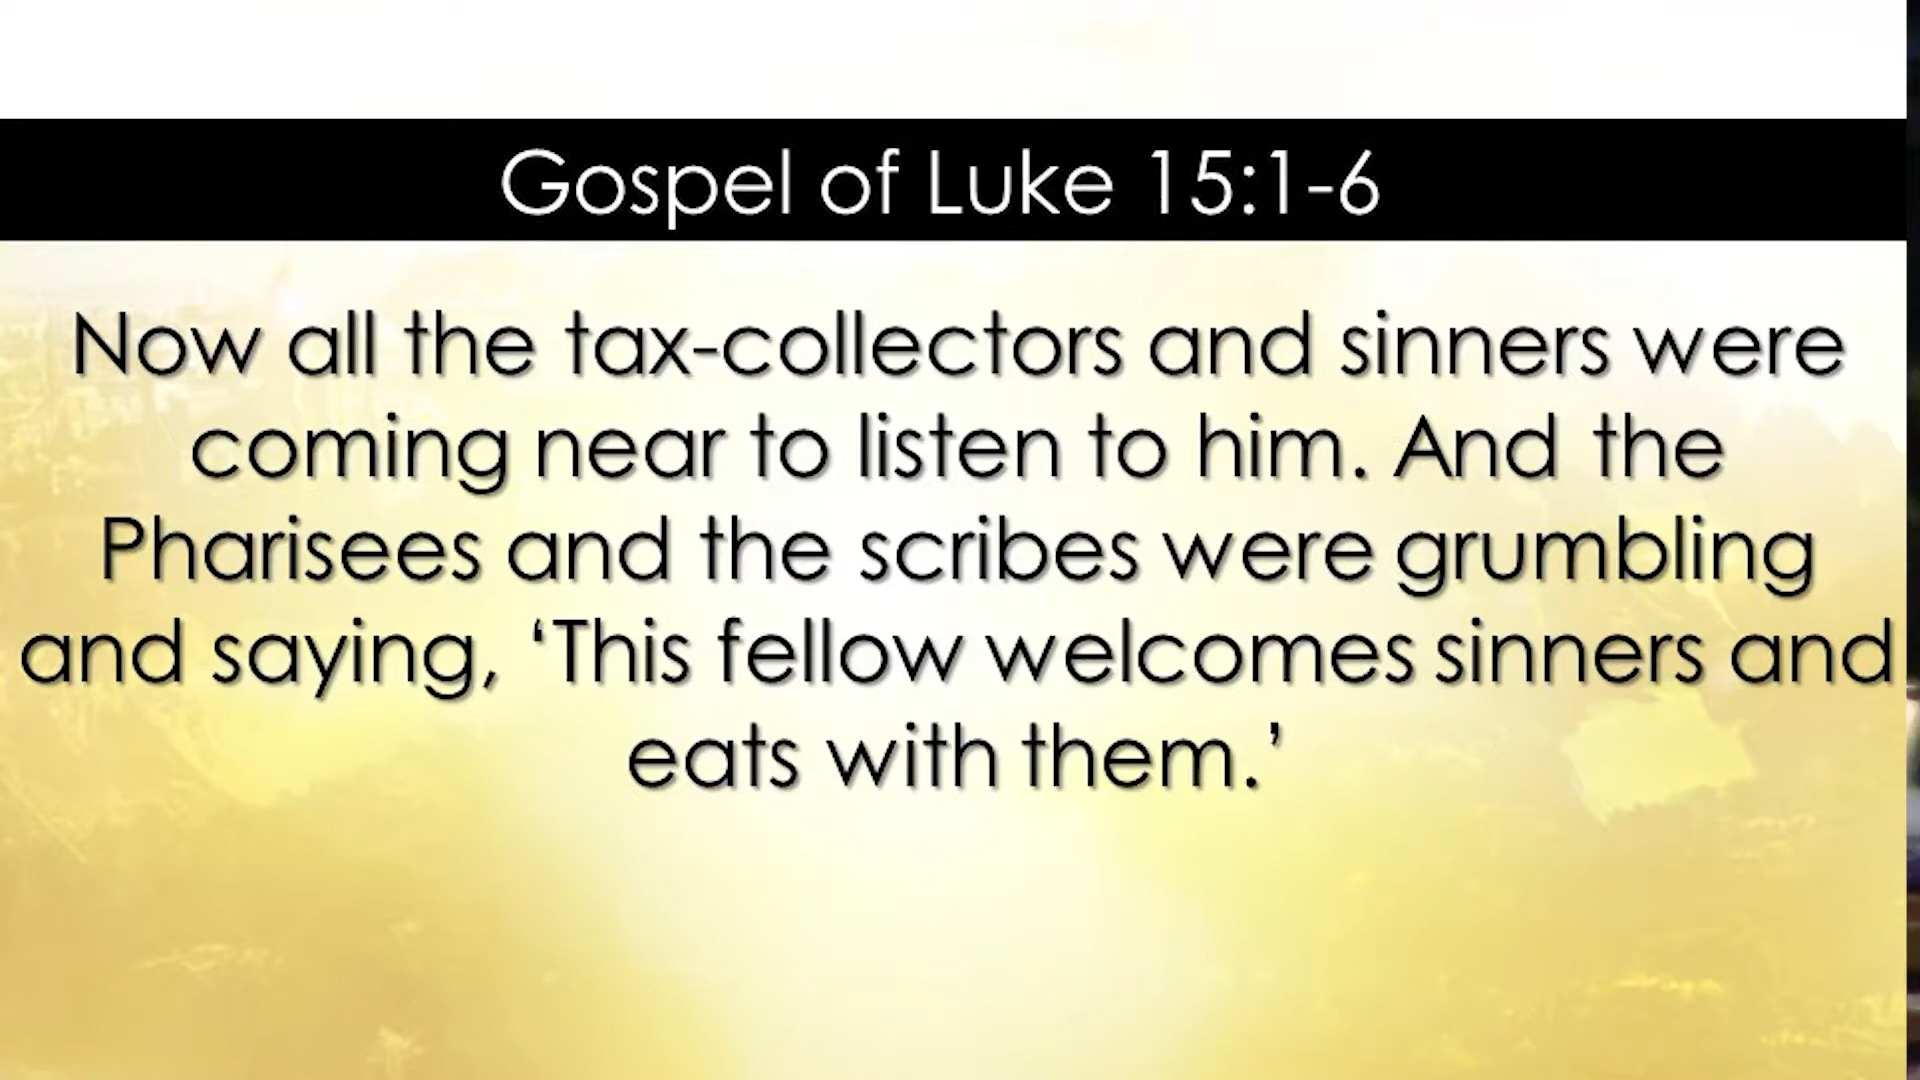 Gospel of Luke 15:1-6
Now all the tax-collectors and sinners were
coming near to listen to him. And the
Pharisees and the scribes were grumbling
and saying, ‘This fellow welcomes sinners and
eats with them.’